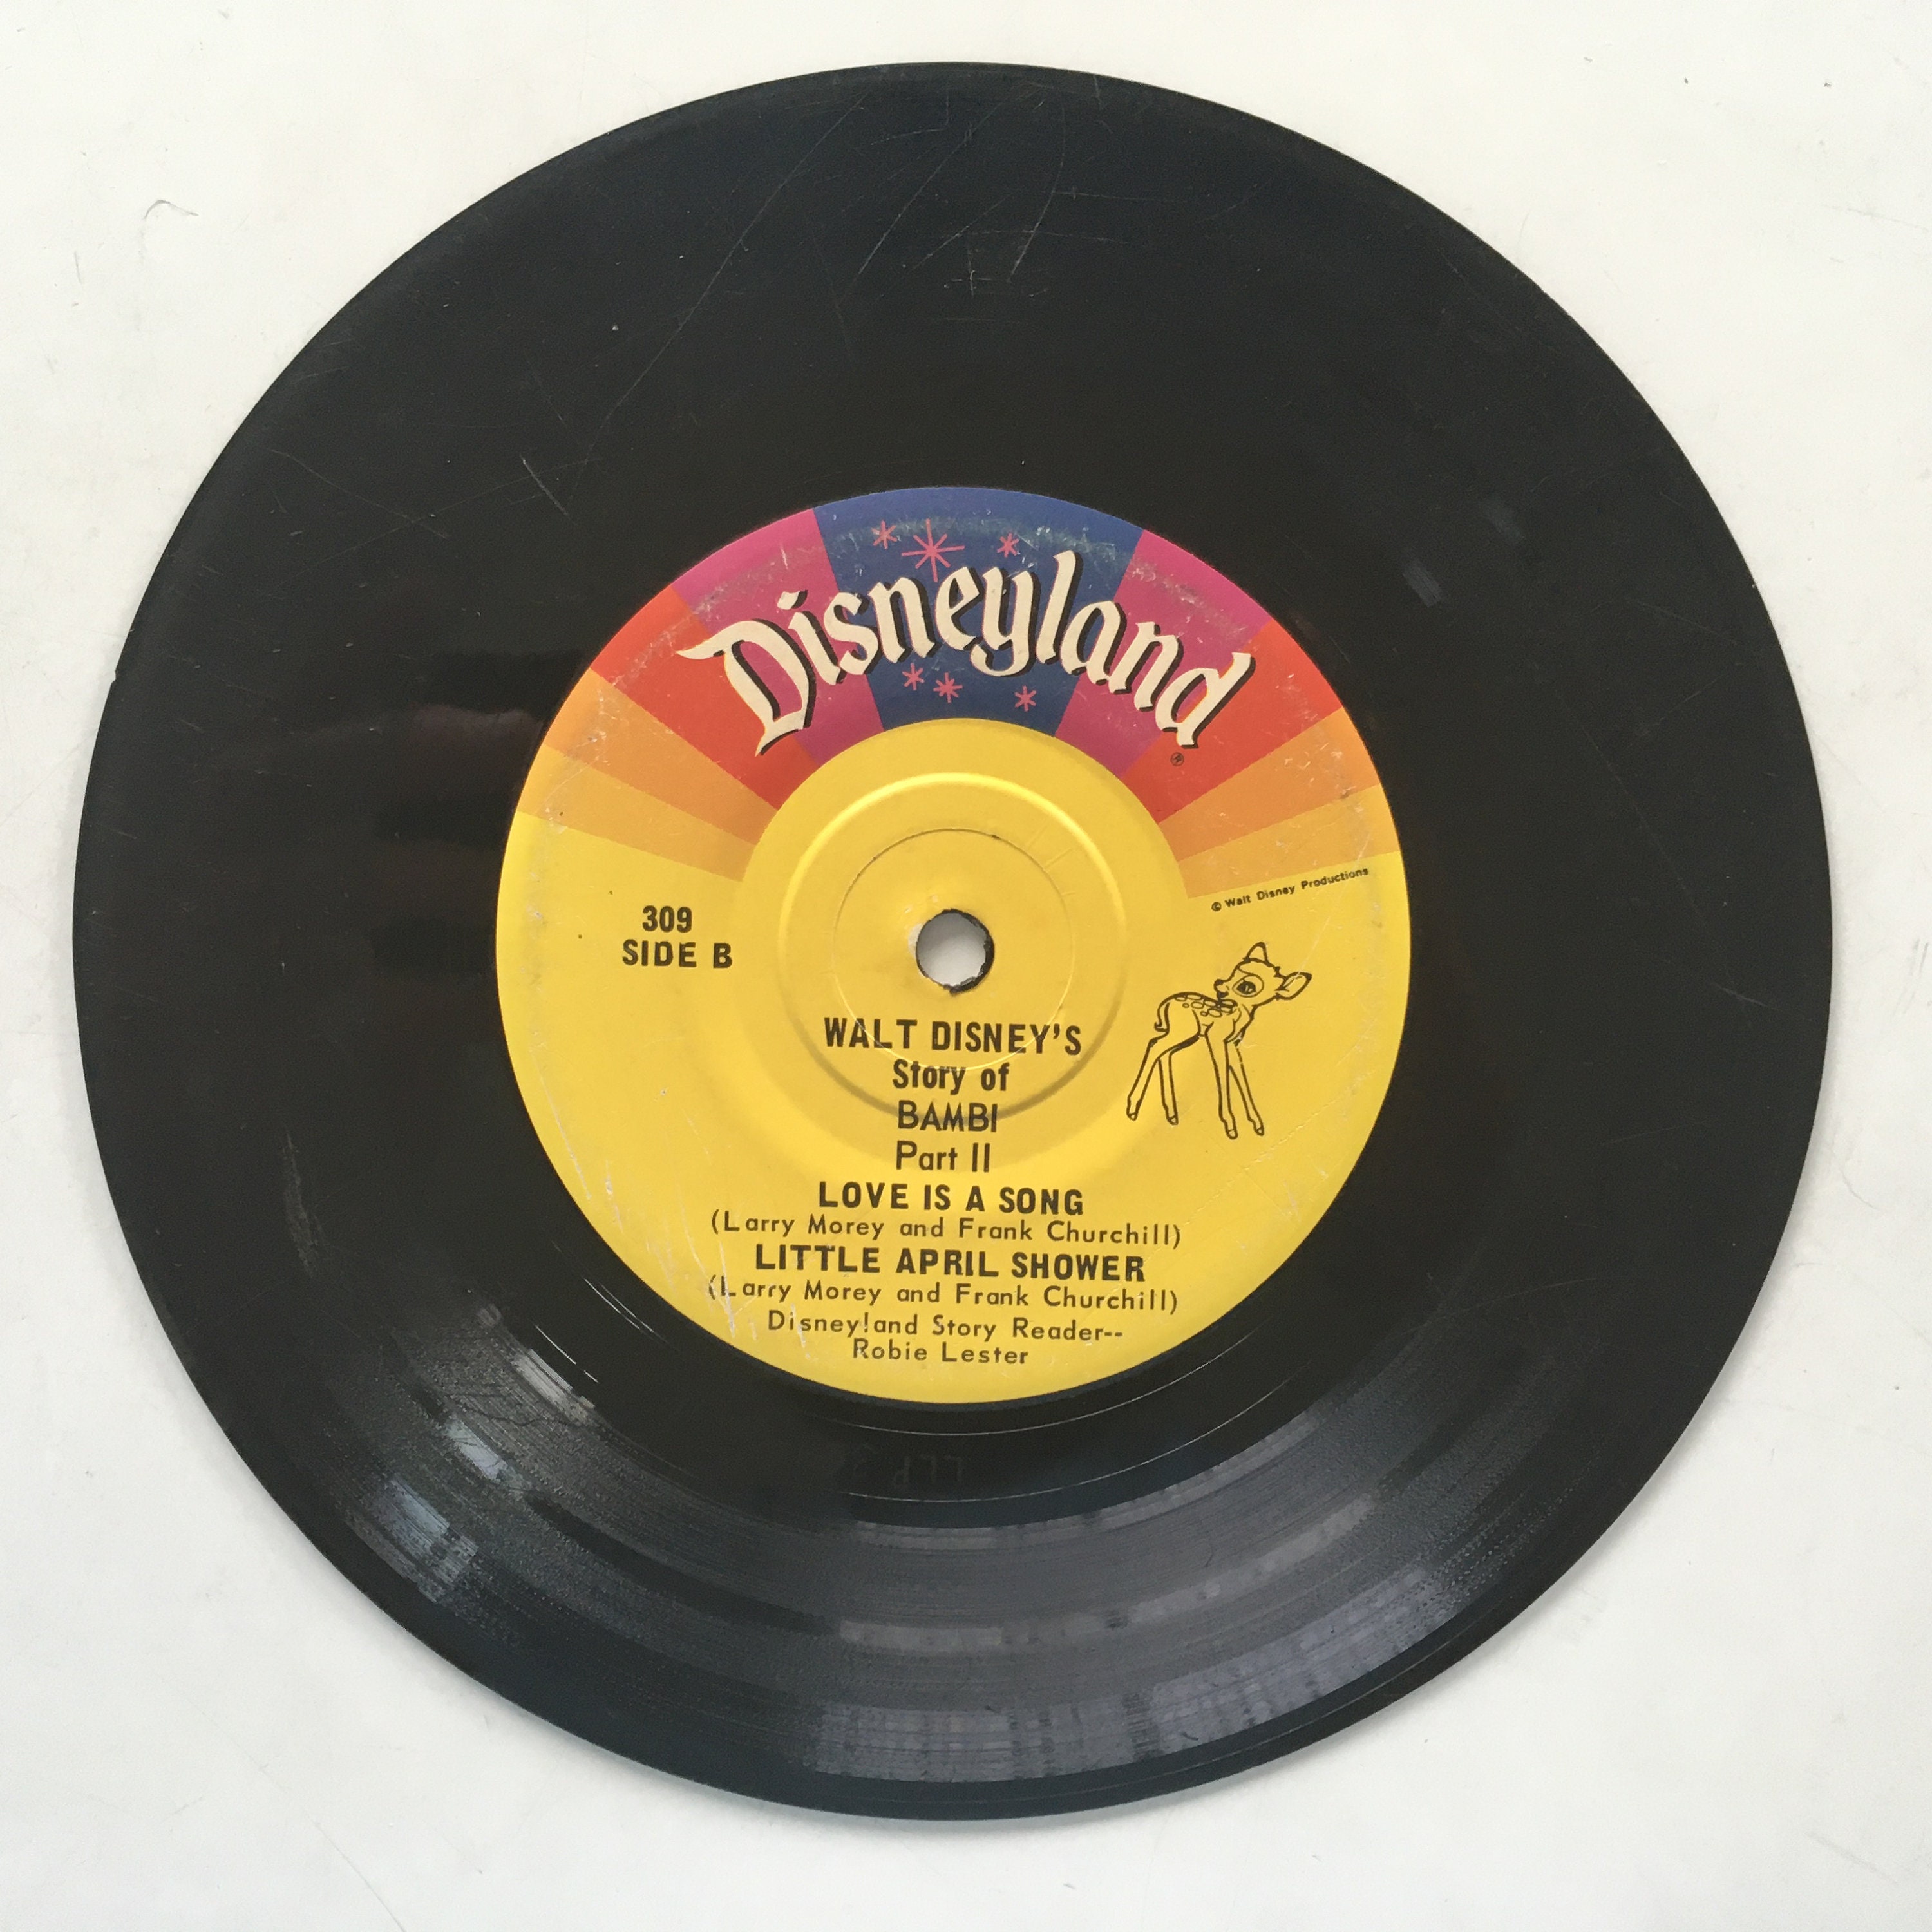 Disneyland
®
© Walt Disney Productions
309
SIDE B
WALT DISNEY'S
Story of
BAMBI
Part II
LOVE IS A SONG
(Larry Morey and Frank Churchill)
LITTLE APRIL SHOWER
(Larry Morey and Frank Churchill)
Disneyland Story Reader--
Robie Lester